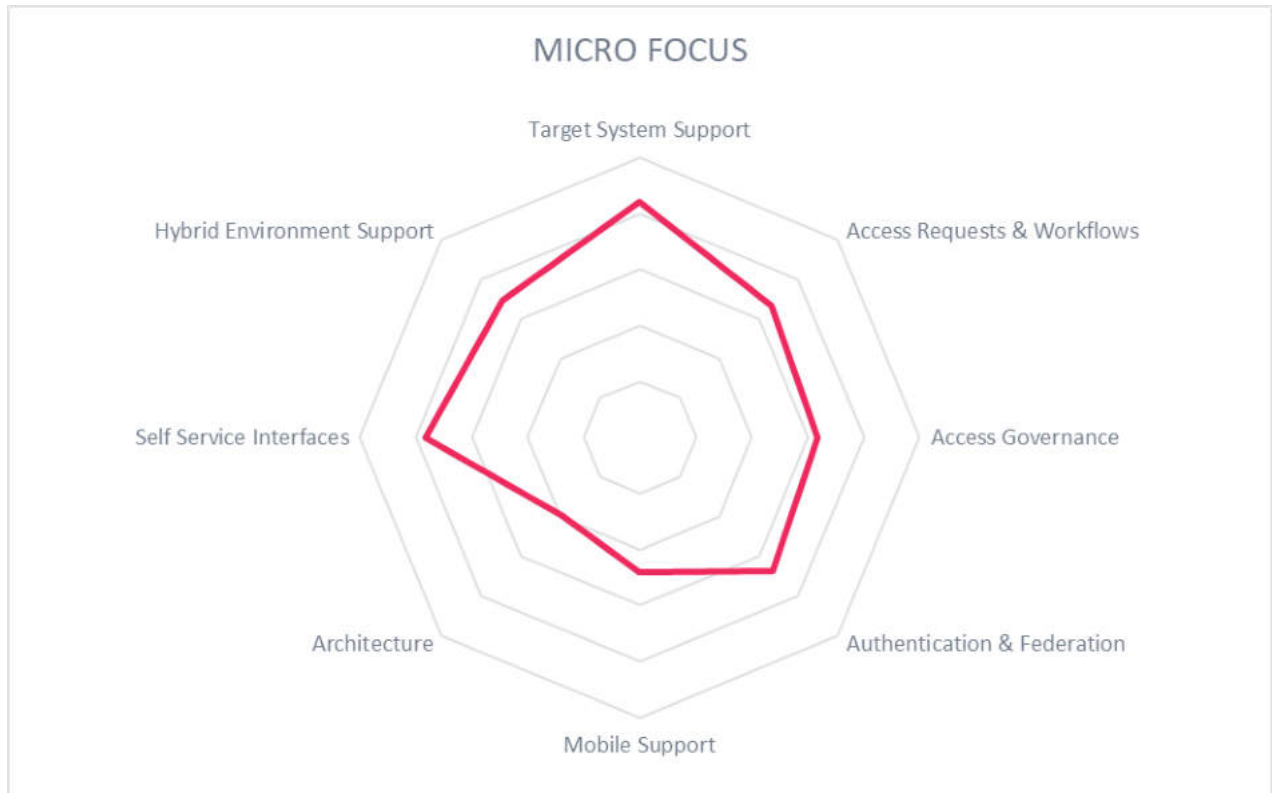 MICRO FOCUS
Target System Support
Hybrid Environment Support
Access Requests & Workflows
Self Service Interfaces
Access Governance
Architecture
Authentication & Federation
Mobile Support